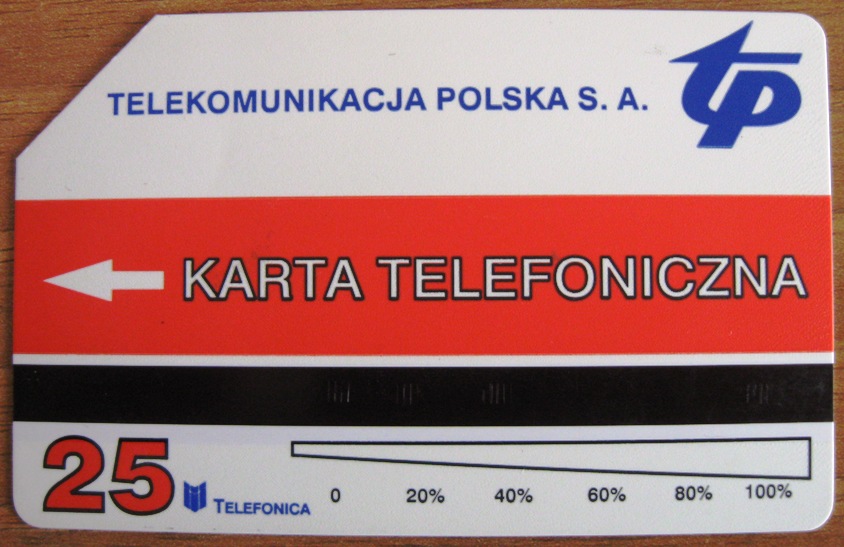 TELEKOMUNIKACJA POLSKA S. A.
tp
KARTA TELEFONICZNA
25
TELEFONICA
0 20% 40% 60% 80% 100%